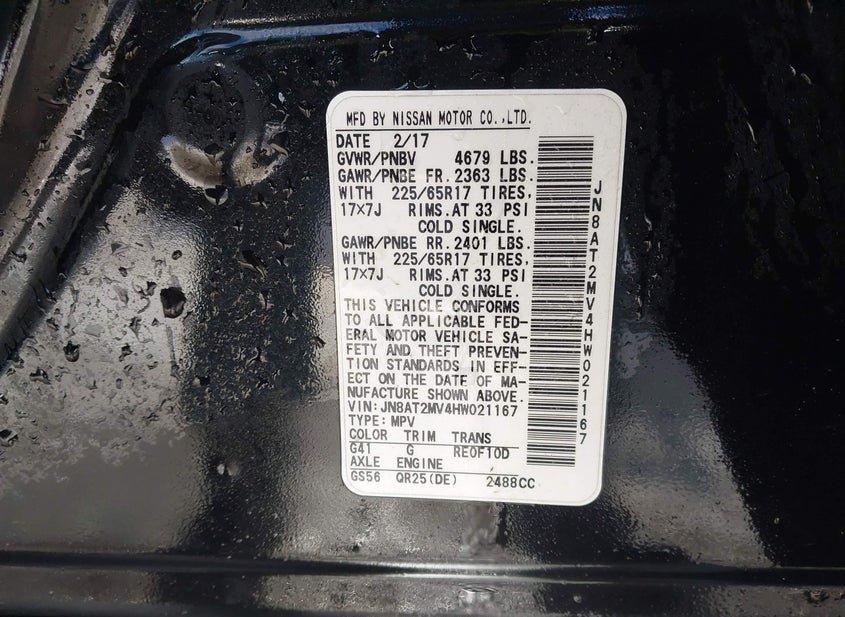 MFD BY NISSAN MOTOR CO.,LTD.
DATE 2/17
GVWR/PNBV 4679 LBS.
GAWR/PNBE FR. 2363 LBS.
WITH 225/65R17 TIRES,
17×7J RIMS. AT 33 PSI
COLD SINGLE.
GAWR/PNBE RR. 2401 LBS.
WITH 225/65R17 TIRES,
17×7J RIMS. AT 33 PSI
COLD SINGLE.
THIS VEHICLE CONFORMS
TO ALL APPLICABLE FED-
ERAL MOTOR VEHICLE SA-
FETY AND THEFT PREVEN-
TION STANDARDS IN EFF-
ECT ON THE DATE OF MA-
NUFACTURE SHOWN ABOVE.
VIN:JN8AT2MV4HW021167
TYPE: MPV
COLOR TRIM TRANS
G41 G RE0F10D
AXLE ENGINE
GS56 QR25(DE) 2488CC
JN8AT2MV4HW021167